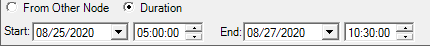 From Other Node Duration
Start: 08/25/2020 05:00:00 End: 08/27/2020 10:30:00